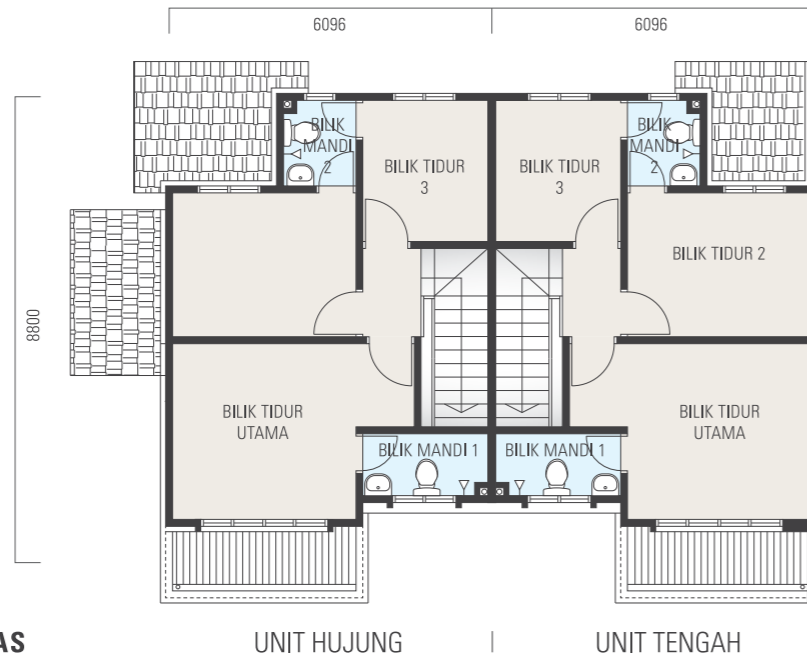 6096
6096
8800
BILIK
MANDI
2
BILIK TIDUR
3
BILIK TIDUR
3
BILIK
MANDI
2
BILIK TIDUR 2
BILIK TIDUR
UTAMA
BILIK TIDUR
UTAMA
BILIK MANDI 1
BILIK MANDI 1
AS
UNIT HUJUNG
UNIT TENGAH